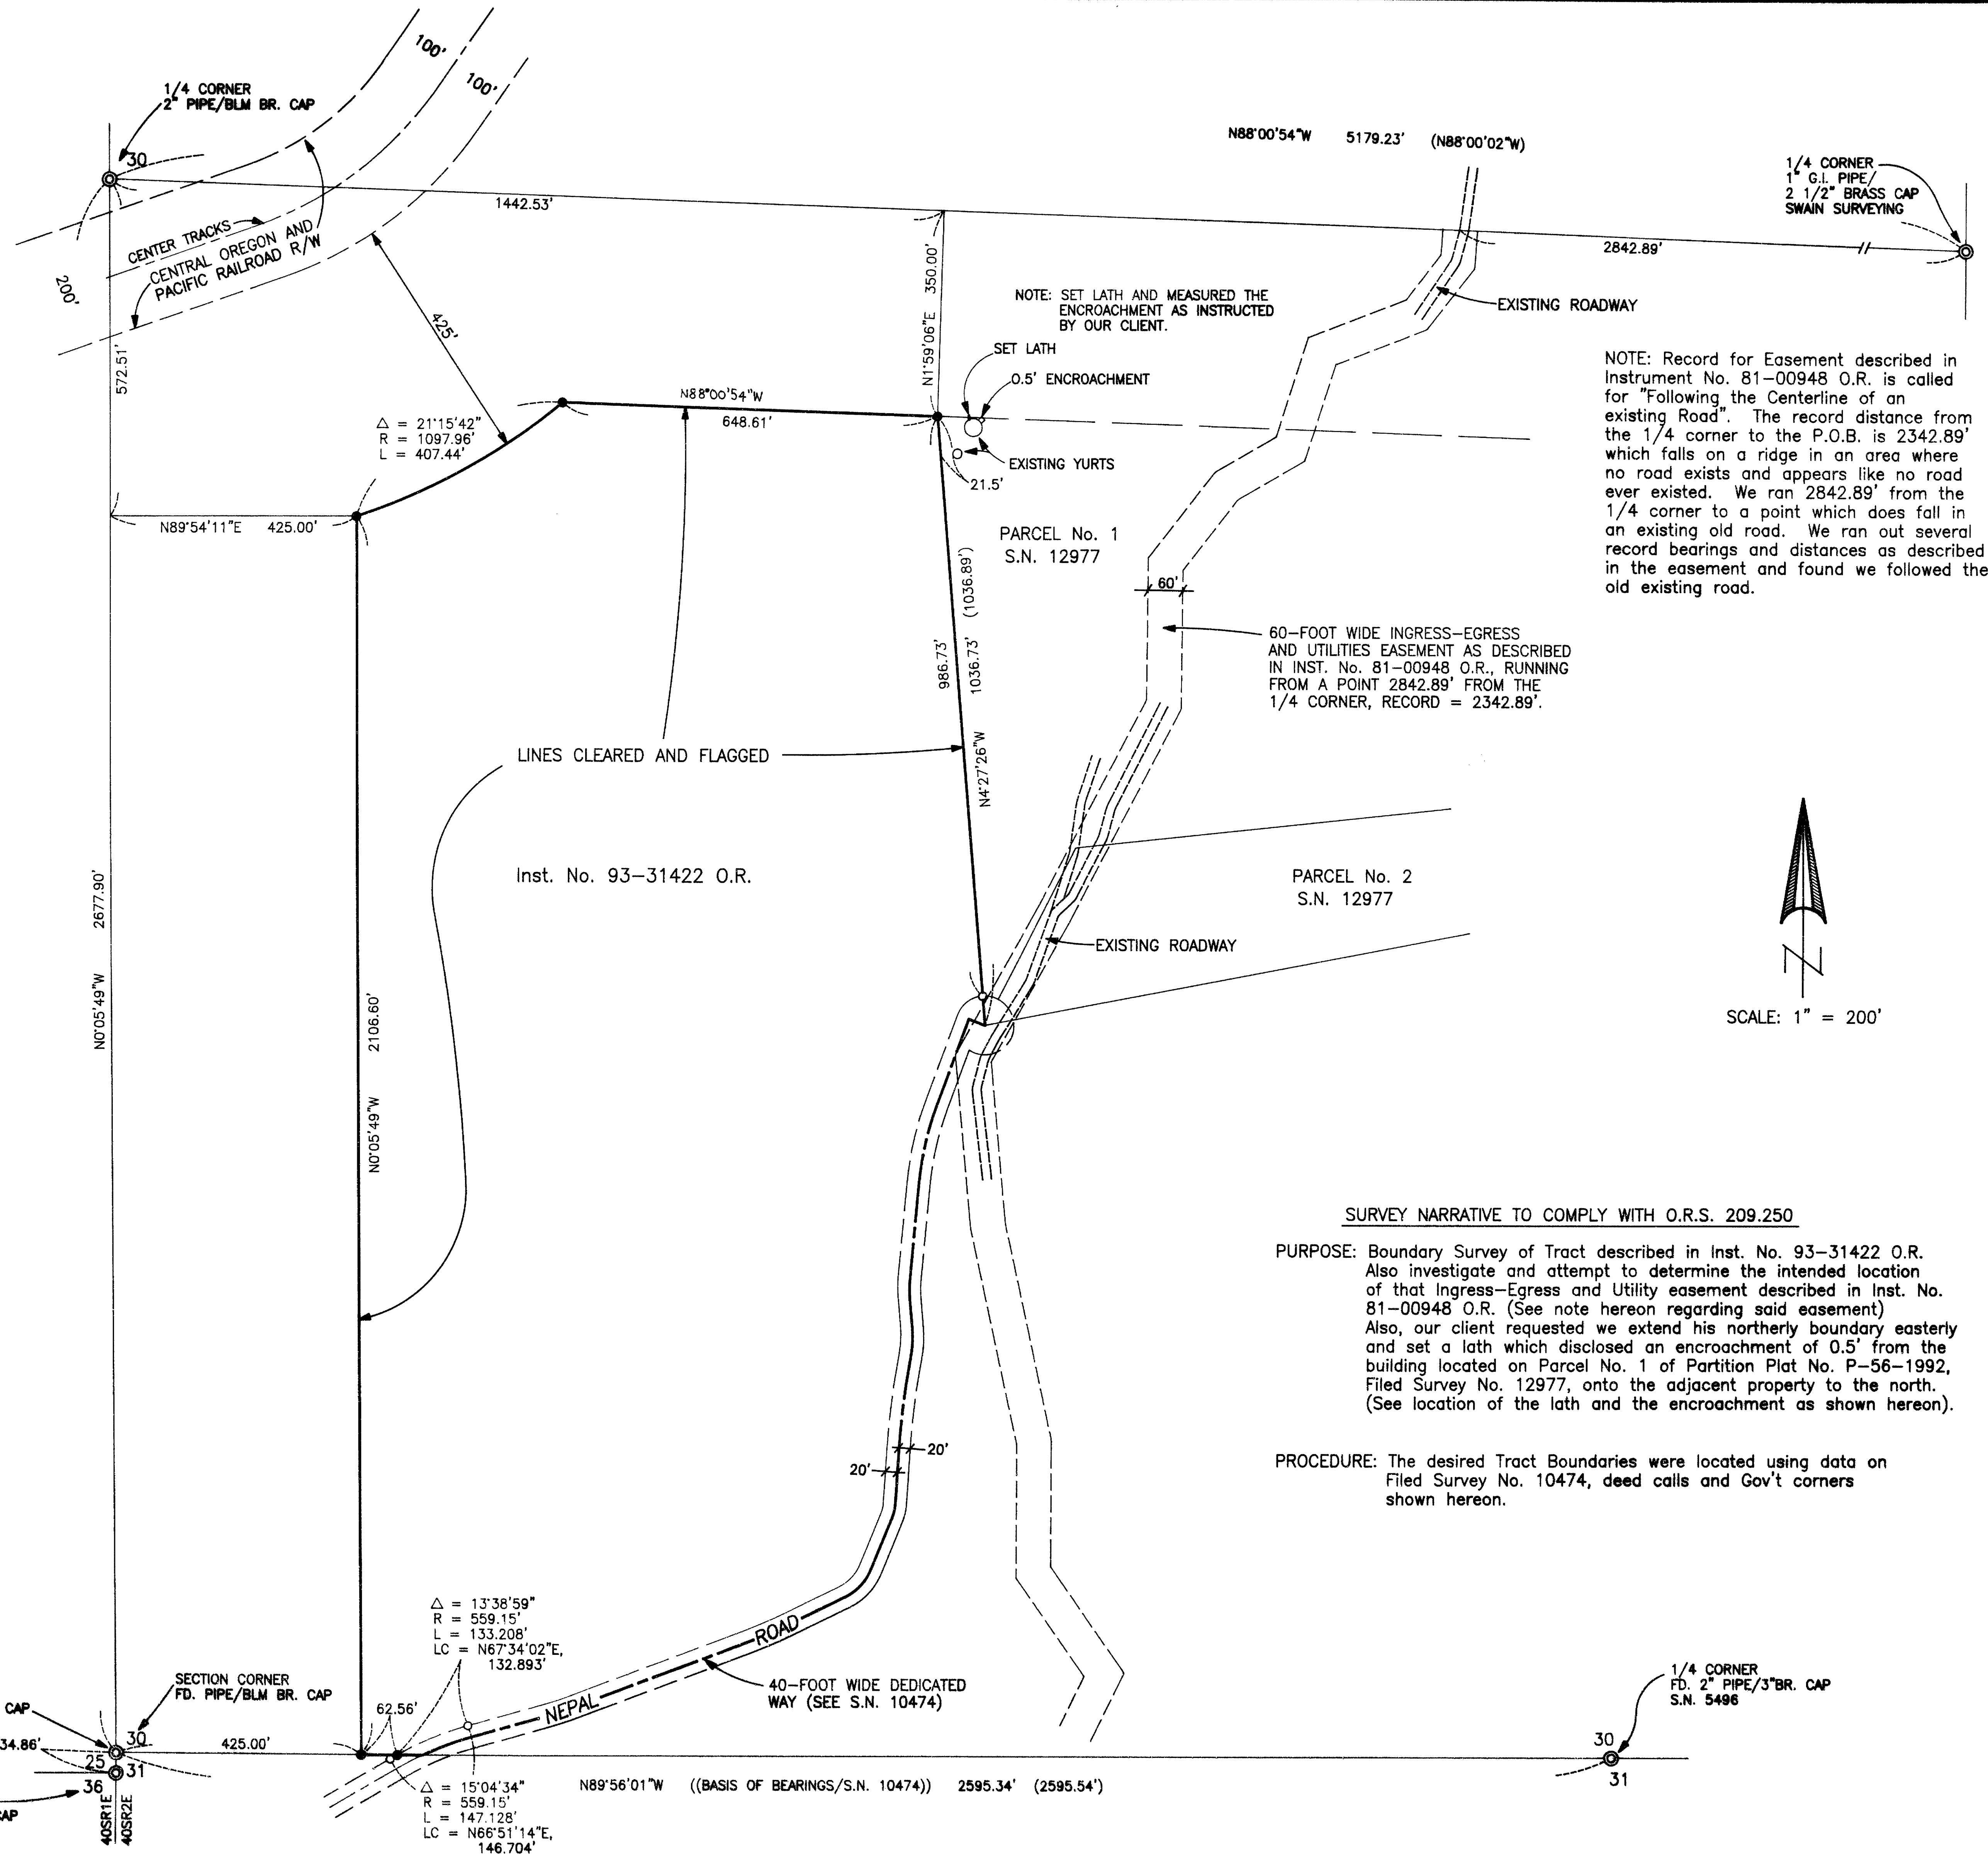 100'
100'
1/4 CORNER
2" PIPE/BLM BR. CAP
30
CENTER TRACKS
CENTRAL OREGON AND
PACIFIC RAILROAD R/W
200'
572.51'
1442.53'
N88°00'54"W 5179.23' (N88°00'02"W)
1/4 CORNER
1" G.I. PIPE/
2 1/2" BRASS CAP
SWAIN SURVEYING
2842.89'
EXISTING ROADWAY
350.00'
N1°59'06"E
NOTE: SET LATH AND MEASURED THE
ENCROACHMENT AS INSTRUCTED
BY OUR CLIENT.
SET LATH
0.5' ENCROACHMENT
EXISTING YURTS
21.5'
425'
N88°00'54"W
648.61'
△ = 21°15'42"
R = 1097.96'
L = 407.44'
N89°54'11"E 425.00'
NOTE: Record for Easement described in
Instrument No. 81-00948 O.R. is called
for "Following the Centerline of an
existing Road". The record distance from
the 1/4 corner to the P.O.B. is 2342.89'
which falls on a ridge in an area where
no road exists and appears like no road
ever existed. We ran 2842.89' from the
1/4 corner to a point which does fall in
an existing old road. We ran out several
record bearings and distances as described
in the easement and found we followed the
old existing road.
PARCEL No. 1
S.N. 12977
60'
60-FOOT WIDE INGRESS-EGRESS
AND UTILITIES EASEMENT AS DESCRIBED
IN INST. No. 81-00948 O.R., RUNNING
FROM A POINT 2842.89' FROM THE
1/4 CORNER, RECORD = 2342.89'.
986.73'
1036.73' (1036.89')
N4°27'26"W
LINES CLEARED AND FLAGGED
Inst. No. 93-31422 O.R.
N0°05'49"W 2677.90'
N0°05'49"W 2106.60'
PARCEL No. 2
S.N. 12977
EXISTING ROADWAY
N
SCALE: 1" = 200'
SURVEY NARRATIVE TO COMPLY WITH O.R.S. 209.250
PURPOSE: Boundary Survey of Tract described in Inst. No. 93-31422 O.R.
Also investigate and attempt to determine the intended location
of that Ingress-Egress and Utility easement described in Inst. No.
81-00948 O.R. (See note hereon regarding said easement)
Also, our client requested we extend his northerly boundary easterly
and set a lath which disclosed an encroachment of 0.5' from the
building located on Parcel No. 1 of Partition Plat No. P-56-1992,
Filed Survey No. 12977, onto the adjacent property to the north.
(See location of the lath and the encroachment as shown hereon).
PROCEDURE: The desired Tract Boundaries were located using data on
Filed Survey No. 10474, deed calls and Gov't corners
shown hereon.
20'
20'
△ = 13°38'59"
R = 559.15'
L = 133.208'
LC = N67°34'02"E,
132.893'
NEPAL ROAD
40-FOOT WIDE DEDICATED
WAY (SEE S.N. 10474)
SECTION CORNER
FD. PIPE/BLM BR. CAP
CAP
34.86'
30
25
31
36
CAP
40SR1E
40SR2E
425.00'
62.56'
△ = 15°04'34"
R = 559.15'
L = 147.128'
LC = N66°51'14"E,
146.704'
N89°56'01"W ((BASIS OF BEARINGS/S.N. 10474)) 2595.34' (2595.54')
1/4 CORNER
FD. 2" PIPE/3"BR. CAP
S.N. 5496
30
31